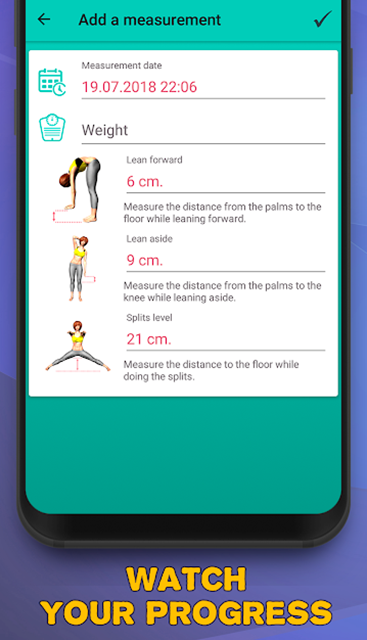 Add a measurement
Measurement date
19.07.2018 22:06
Weight
Lean forward
6 cm.
Measure the distance from the palms to the
floor while leaning forward.
Lean aside
9 cm.
Measure the distance from the palms to the
knee while leaning aside.
Splits level
21 cm.
Measure the distance to the floor while
doing the splits.
WATCH
YOUR PROGRESS